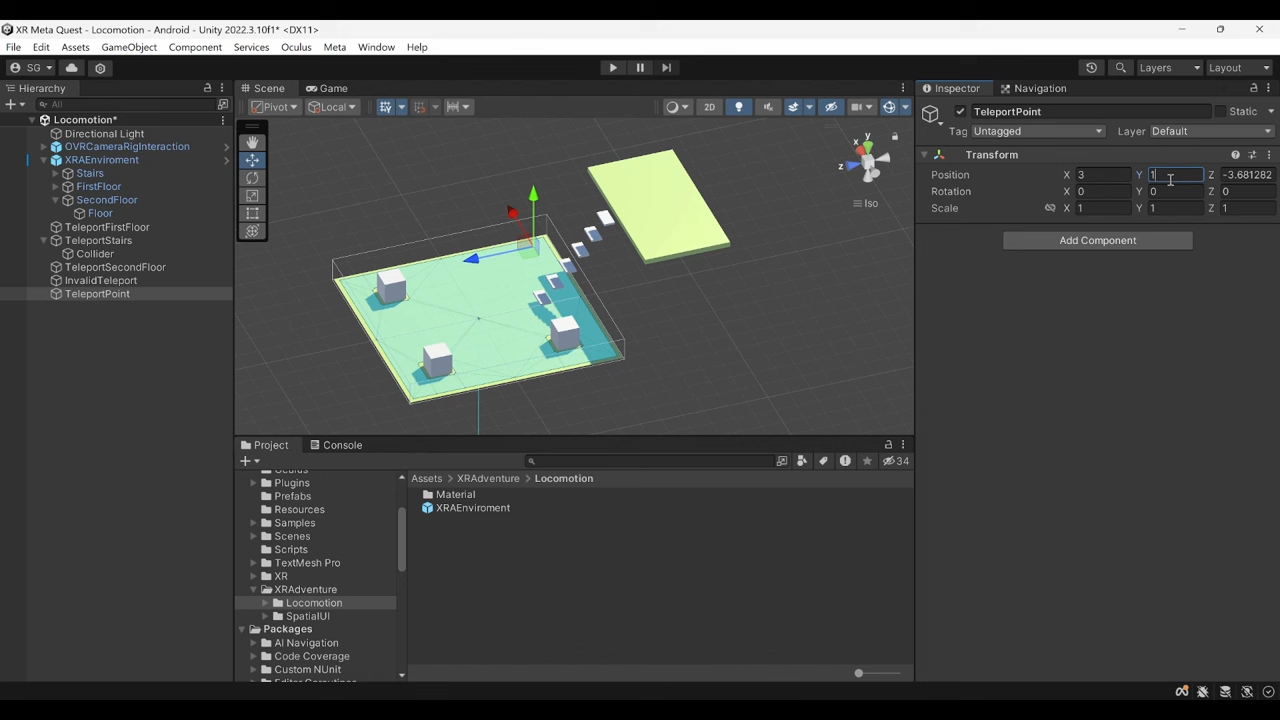 XR Meta Quest - Locomotion - Android - Unity 2022.3.10f1* <DX11>
File Edit Assets GameObject Component Services Oculus Meta Window Help
SG Layers Layout
Hierarchy Scene Game Inspector Navigation
All Pivot Local 2D TeleportPoint Static
Tag Untagged Layer Default
Locomotion*
Directional Light
OVRCameraRigInteraction
XRAEnviroment
Stairs
FirstFloor
SecondFloor
Floor
TeleportFirstFloor
TeleportStairs
Collider
TeleportSecondFloor
InvalidTeleport
TeleportPoint
y
x
z
Iso
Transform
Position X 3 Y 1 Z -3.681282
Rotation X 0 Y 0 Z 0
Scale X 1 Y 1 Z 1
Add Component
Project Console
34
Oculus
Plugins
Prefabs
Resources
Samples
Scenes
Scripts
TextMesh Pro
XR
XRAdventure
Locomotion
SpatialUI
Packages
AI Navigation
Code Coverage
Custom NUnit
Editor Coroutines
Assets > XRAdventure > Locomotion
Material
XRAEnviroment